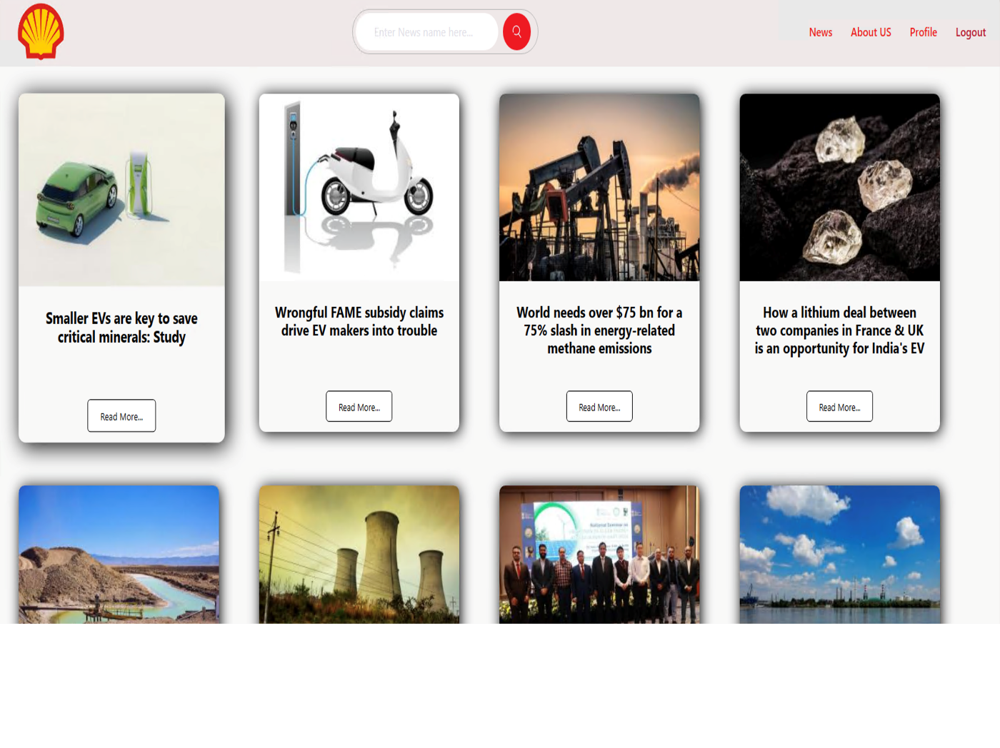 Enter News name here...
News About US Profile Logout
Smaller EVs are key to save
critical minerals: Study
Read More...
Wrongful FAME subsidy claims
drive EV makers into trouble
Read More...
World needs over $75 bn for a
75% slash in energy-related
methane emissions
Read More...
How a lithium deal between
two companies in France & UK
is an opportunity for India's EV
Read More...
National Seminar on